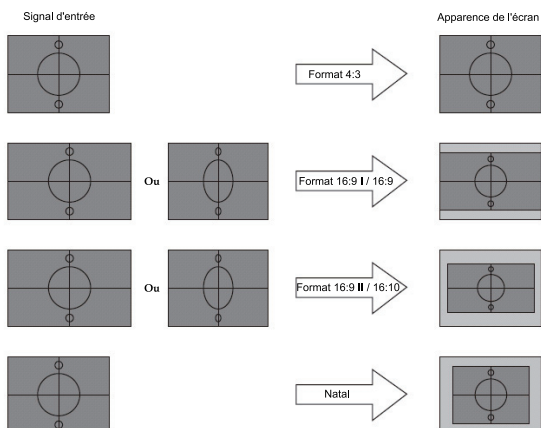 Signal d'entrée
Apparence de l'écran
Format 4:3
Ou
Format 16:9 I / 16:9
Ou
Format 16:9 II / 16:10
Natal